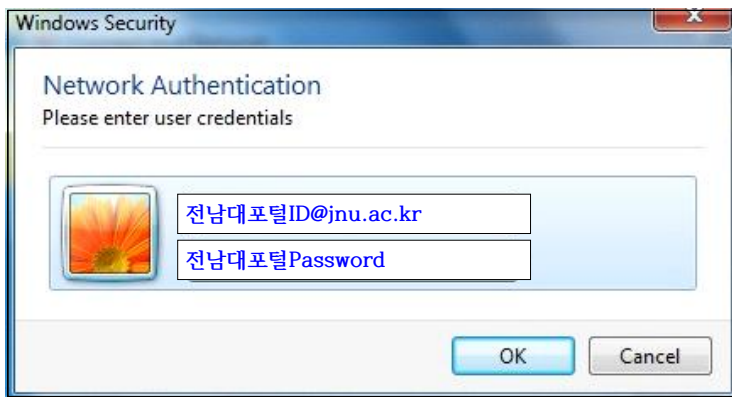 Windows Security
Network Authentication
Please enter user credentials
전남대포털ID@jnu.ac.kr
전남대포털Password
OK
Cancel